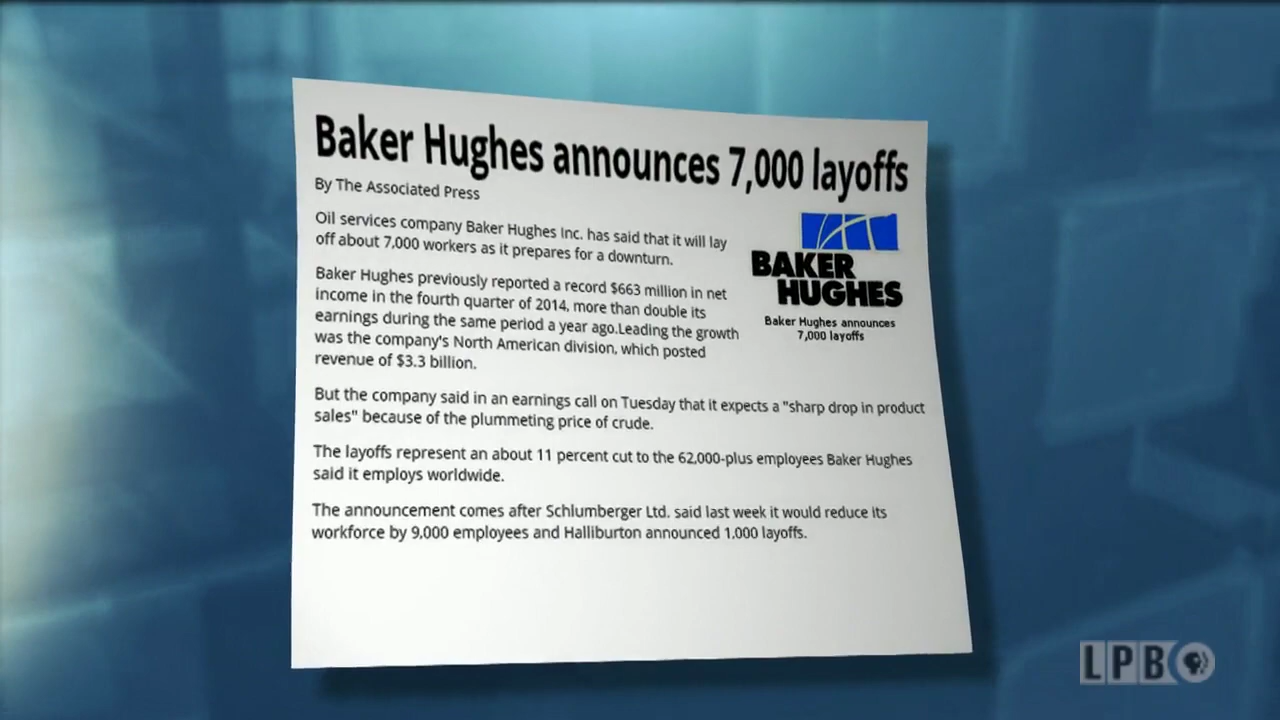 Baker Hughes announces 7,000 layoffs
By The Associated Press
Oil services company Baker Hughes Inc. has said that it will lay
off about 7,000 workers as it prepares for a downturn.
Baker Hughes previously reported a record $663 million in net
income in the fourth quarter of 2014, more than double its
earnings during the same period a year ago.Leading the growth
was the company's North American division, which posted
revenue of $3.3 billion.
BAKER
HUGHES
Baker Hughes announces
7,000 layoffs
But the company said in an earnings call on Tuesday that it expects a "sharp drop in product
sales" because of the plummeting price of crude.
The layoffs represent an about 11 percent cut to the 62,000-plus employees Baker Hughes
said it employs worldwide.
The announcement comes after Schlumberger Ltd. said last week it would reduce its
workforce by 9,000 employees and Halliburton announced 1,000 layoffs.
LPB